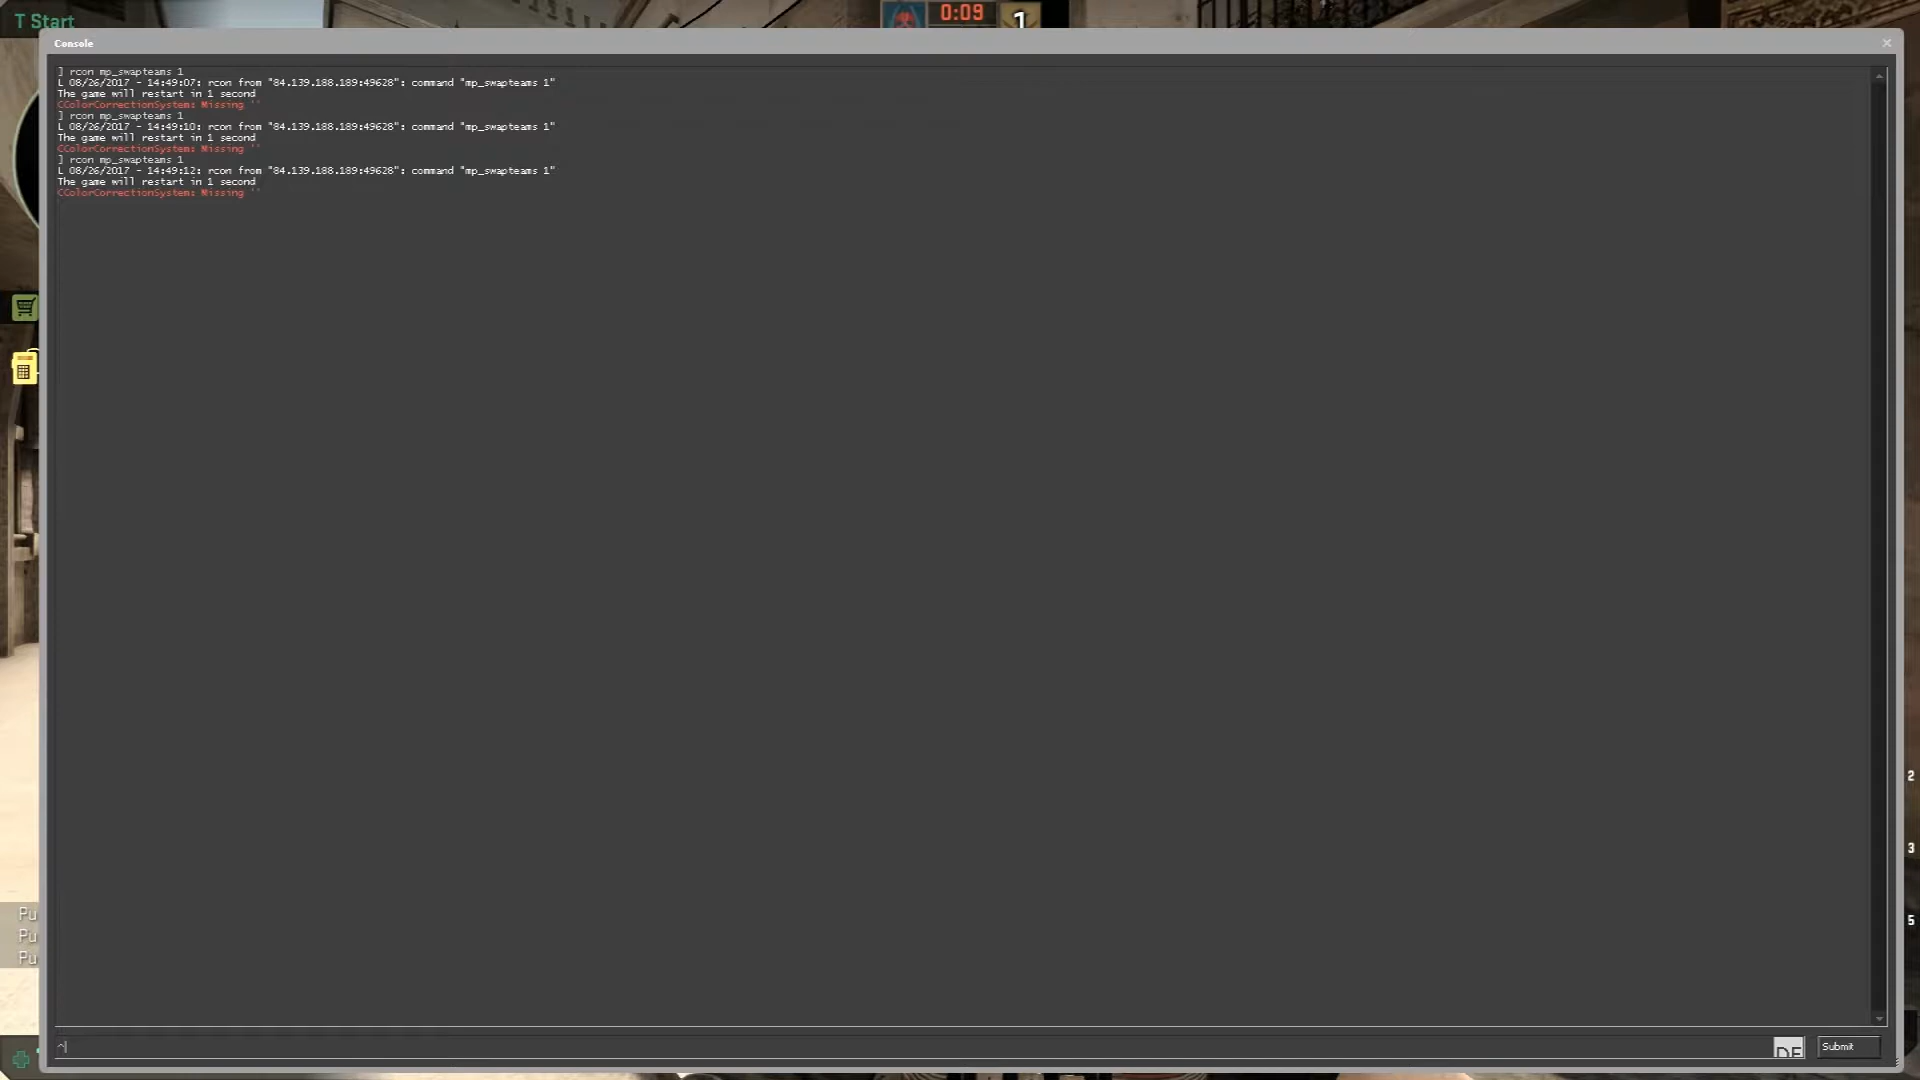 T Start
0:09
1
Console
] rcon mp_swapteams 1
L 08/26/2017 - 14:49:07: rcon from "84.139.188.189:49628": command "mp_swapteams 1"
The game will restart in 1 second
CColorCorrectionSystem: Missing ''
] rcon mp_swapteams 1
L 08/26/2017 - 14:49:10: rcon from "84.139.188.189:49628": command "mp_swapteams 1"
The game will restart in 1 second
CColorCorrectionSystem: Missing ''
] rcon mp_swapteams 1
L 08/26/2017 - 14:49:12: rcon from "84.139.188.189:49628": command "mp_swapteams 1"
The game will restart in 1 second
CColorCorrectionSystem: Missing ''
2
3
Pu
5
Pu
Pu
^
DE
Submit